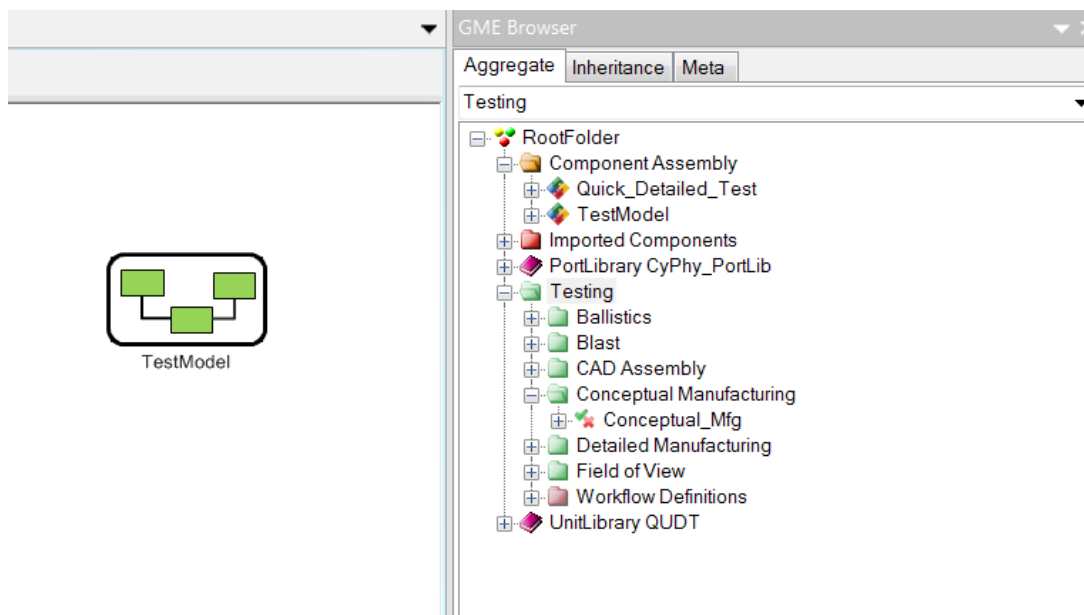 TestModel
GME Browser
Aggregate Inheritance Meta
Testing
RootFolder
Component Assembly
Quick_Detailed_Test
TestModel
Imported Components
PortLibrary CyPhy_PortLib
Testing
Ballistics
Blast
CAD Assembly
Conceptual Manufacturing
Conceptual_Mfg
Detailed Manufacturing
Field of View
Workflow Definitions
UnitLibrary QUDT